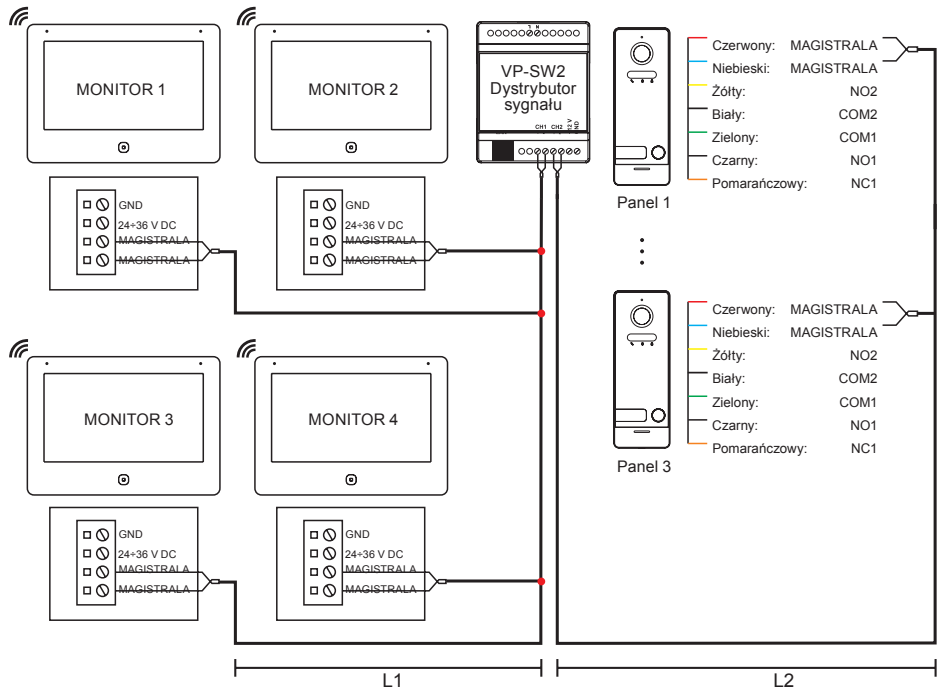 MONITOR 1
MONITOR 2
L N
VP-SW2
Dystrybutor
sygnału
CH1 CH2 12 V GND
GND
24÷36 V DC
MAGISTRALA
MAGISTRALA
GND
24÷36 V DC
MAGISTRALA
MAGISTRALA
Czerwony: MAGISTRALA
Niebieski: MAGISTRALA
Żółty: NO2
Biały: COM2
Zielony: COM1
Czarny: NO1
Pomarańczowy: NC1
Panel 1
MONITOR 3
MONITOR 4
GND
24÷36 V DC
MAGISTRALA
MAGISTRALA
GND
24÷36 V DC
MAGISTRALA
MAGISTRALA
Czerwony: MAGISTRALA
Niebieski: MAGISTRALA
Żółty: NO2
Biały: COM2
Zielony: COM1
Czarny: NO1
Pomarańczowy: NC1
Panel 3
L1
L2